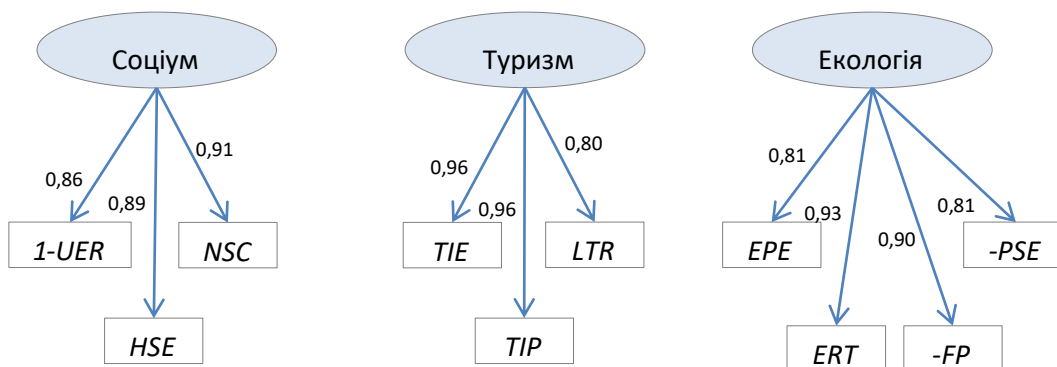 Соціум
Туризм
Екологія
0,86
0,89
0,91
0,96
0,96
0,80
0,81
0,93
0,90
0,81
1-UER
NSC
TIE
LTR
EPE
-PSE
HSE
TIP
ERT
-FP